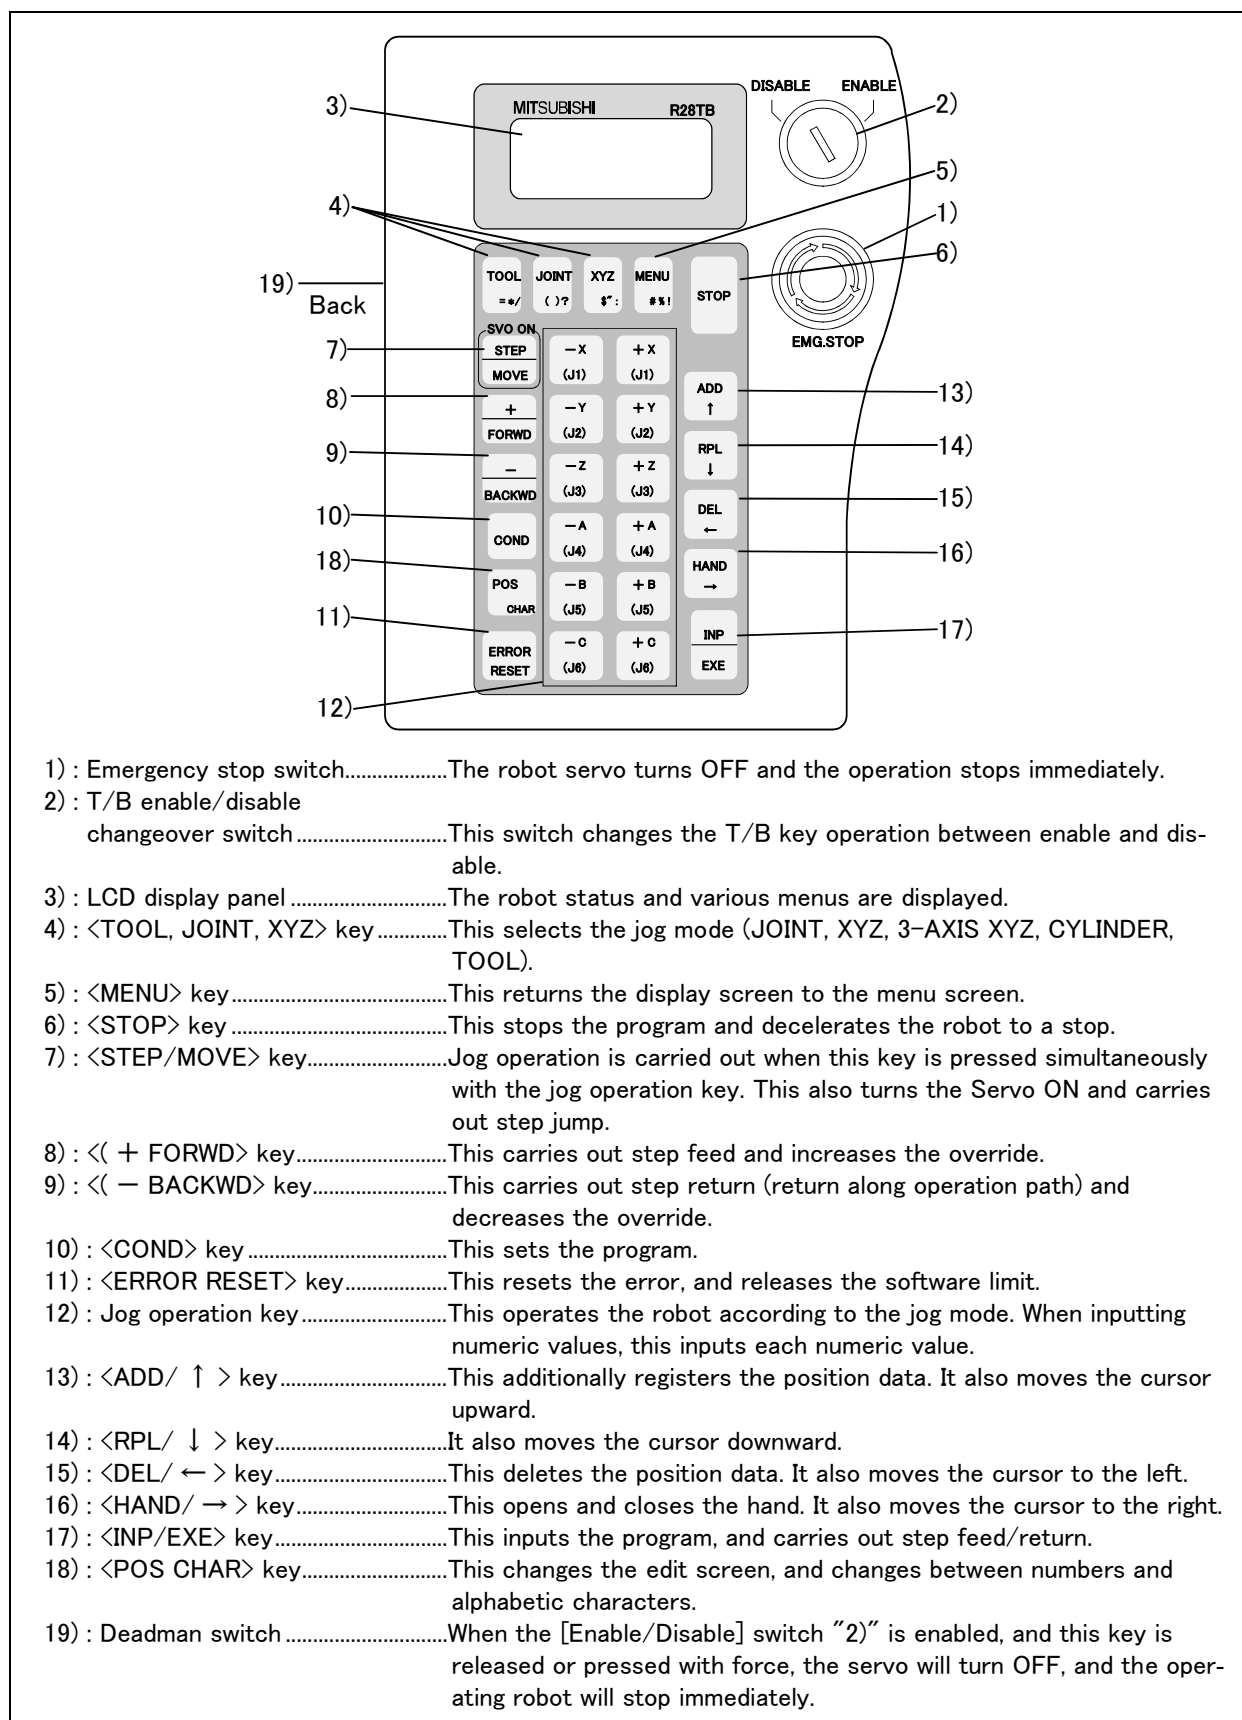 DISABLE ENABLE
3) MITSUBISHI R28TB 2)
5)
4) 1)
6)
19) TOOL JOINT XYZ MENU STOP
Back =*/ ( )? $": #%!
SVO ON EMG.STOP
7) STEP −X +X
MOVE (J1) (J1)
8) + −Y +Y ADD 13)
FORWD (J2) (J2) ↑
9) − −Z +Z RPL 14)
BACKWD (J3) (J3) ↓
10) COND −A +A DEL 15)
(J4) (J4) ←
18) POS −B +B HAND 16)
CHAR (J5) (J5) →
11) ERROR −C +C INP 17)
RESET (J6) (J6) EXE
12)
1) : Emergency stop switch...................The robot servo turns OFF and the operation stops immediately.
2) : T/B enable/disable
changeover switch ............................This switch changes the T/B key operation between enable and dis-
able.
3) : LCD display panel .............................The robot status and various menus are displayed.
4) : <TOOL, JOINT, XYZ> key.............This selects the jog mode (JOINT, XYZ, 3-AXIS XYZ, CYLINDER,
TOOL).
5) : <MENU> key........................................This returns the display screen to the menu screen.
6) : <STOP> key ........................................This stops the program and decelerates the robot to a stop.
7) : <STEP/MOVE> key..........................Jog operation is carried out when this key is pressed simultaneously
with the jog operation key. This also turns the Servo ON and carries
out step jump.
8) : <( + FORWD> key............................This carries out step feed and increases the override.
9) : <( − BACKWD> key.........................This carries out step return (return along operation path) and
decreases the override.
10) : <COND> key .....................................This sets the program.
11) : <ERROR RESET> key...................This resets the error, and releases the software limit.
12) : Jog operation key ...........................This operates the robot according to the jog mode. When inputting
numeric values, this inputs each numeric value.
13) : <ADD/ ↑ > key...............................This additionally registers the position data. It also moves the cursor
upward.
14) : <RPL/ ↓ > key................................It also moves the cursor downward.
15) : <DEL/ ← > key................................This deletes the position data. It also moves the cursor to the left.
16) : <HAND/ → > key............................This opens and closes the hand. It also moves the cursor to the right.
17) : <INP/EXE> key................................This inputs the program, and carries out step feed/return.
18) : <POS CHAR> key...........................This changes the edit screen, and changes between numbers and
alphabetic characters.
19) : Deadman switch ..............................When the [Enable/Disable] switch "2)" is enabled, and this key is
released or pressed with force, the servo will turn OFF, and the oper-
ating robot will stop immediately.